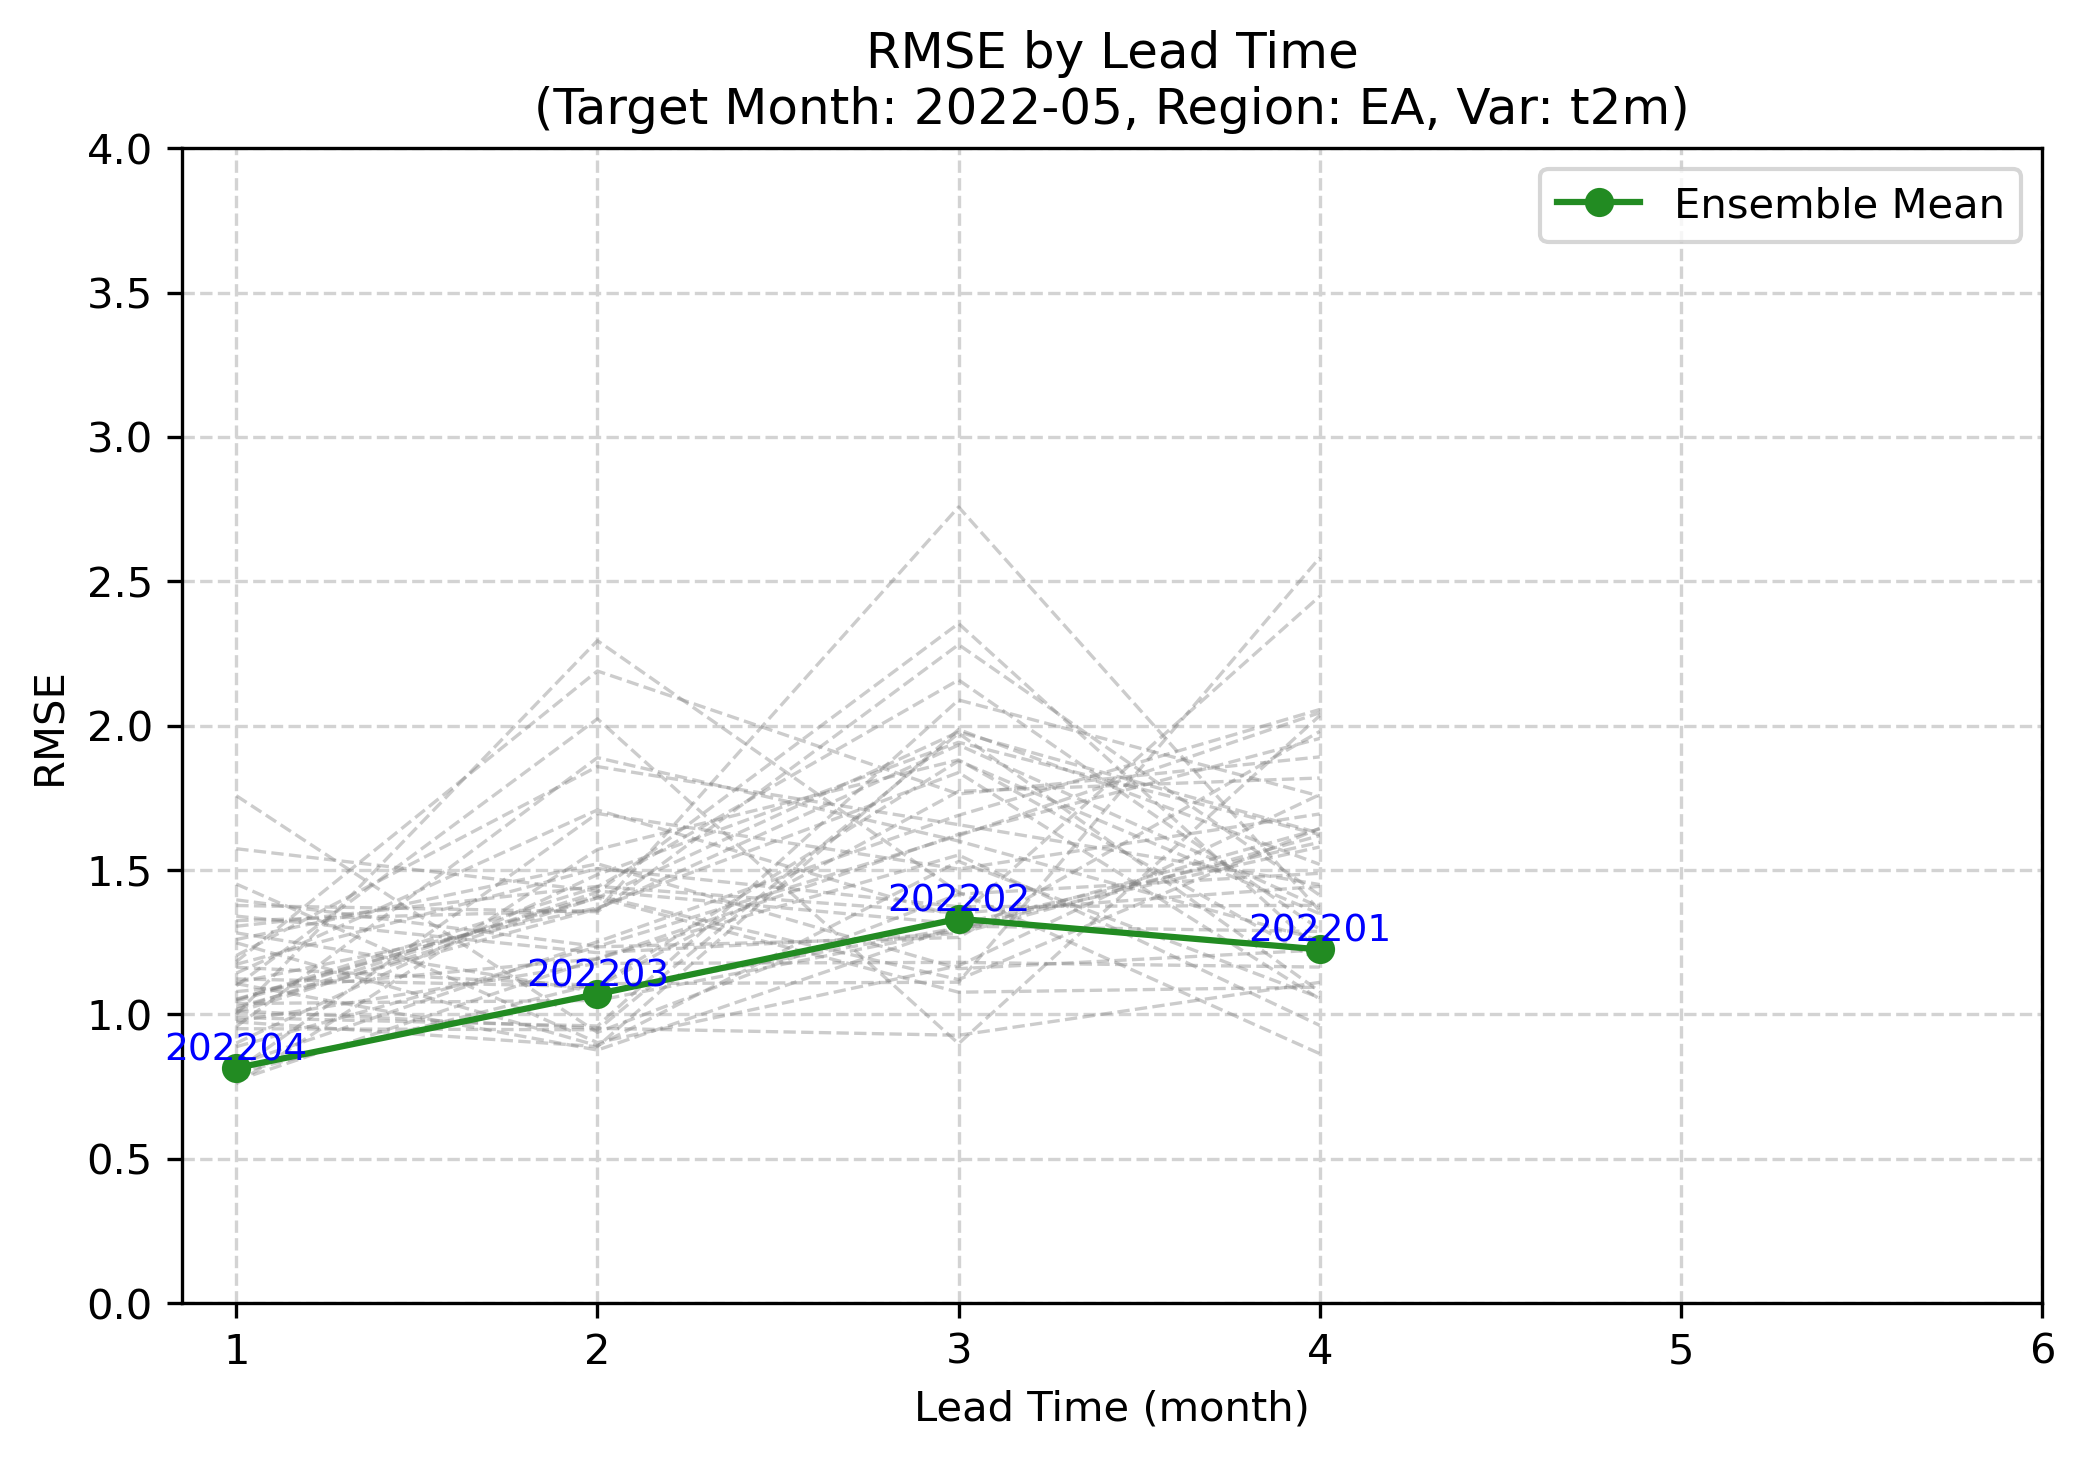 RMSE by Lead Time
(Target Month: 2022-05, Region: EA, Var: t2m)
4.0
3.5
3.0
2.5
2.0
1.5
1.0
0.5
0.0
RMSE
Ensemble Mean
202204
202203
202202
202201
1 2 3 4 5 6
Lead Time (month)